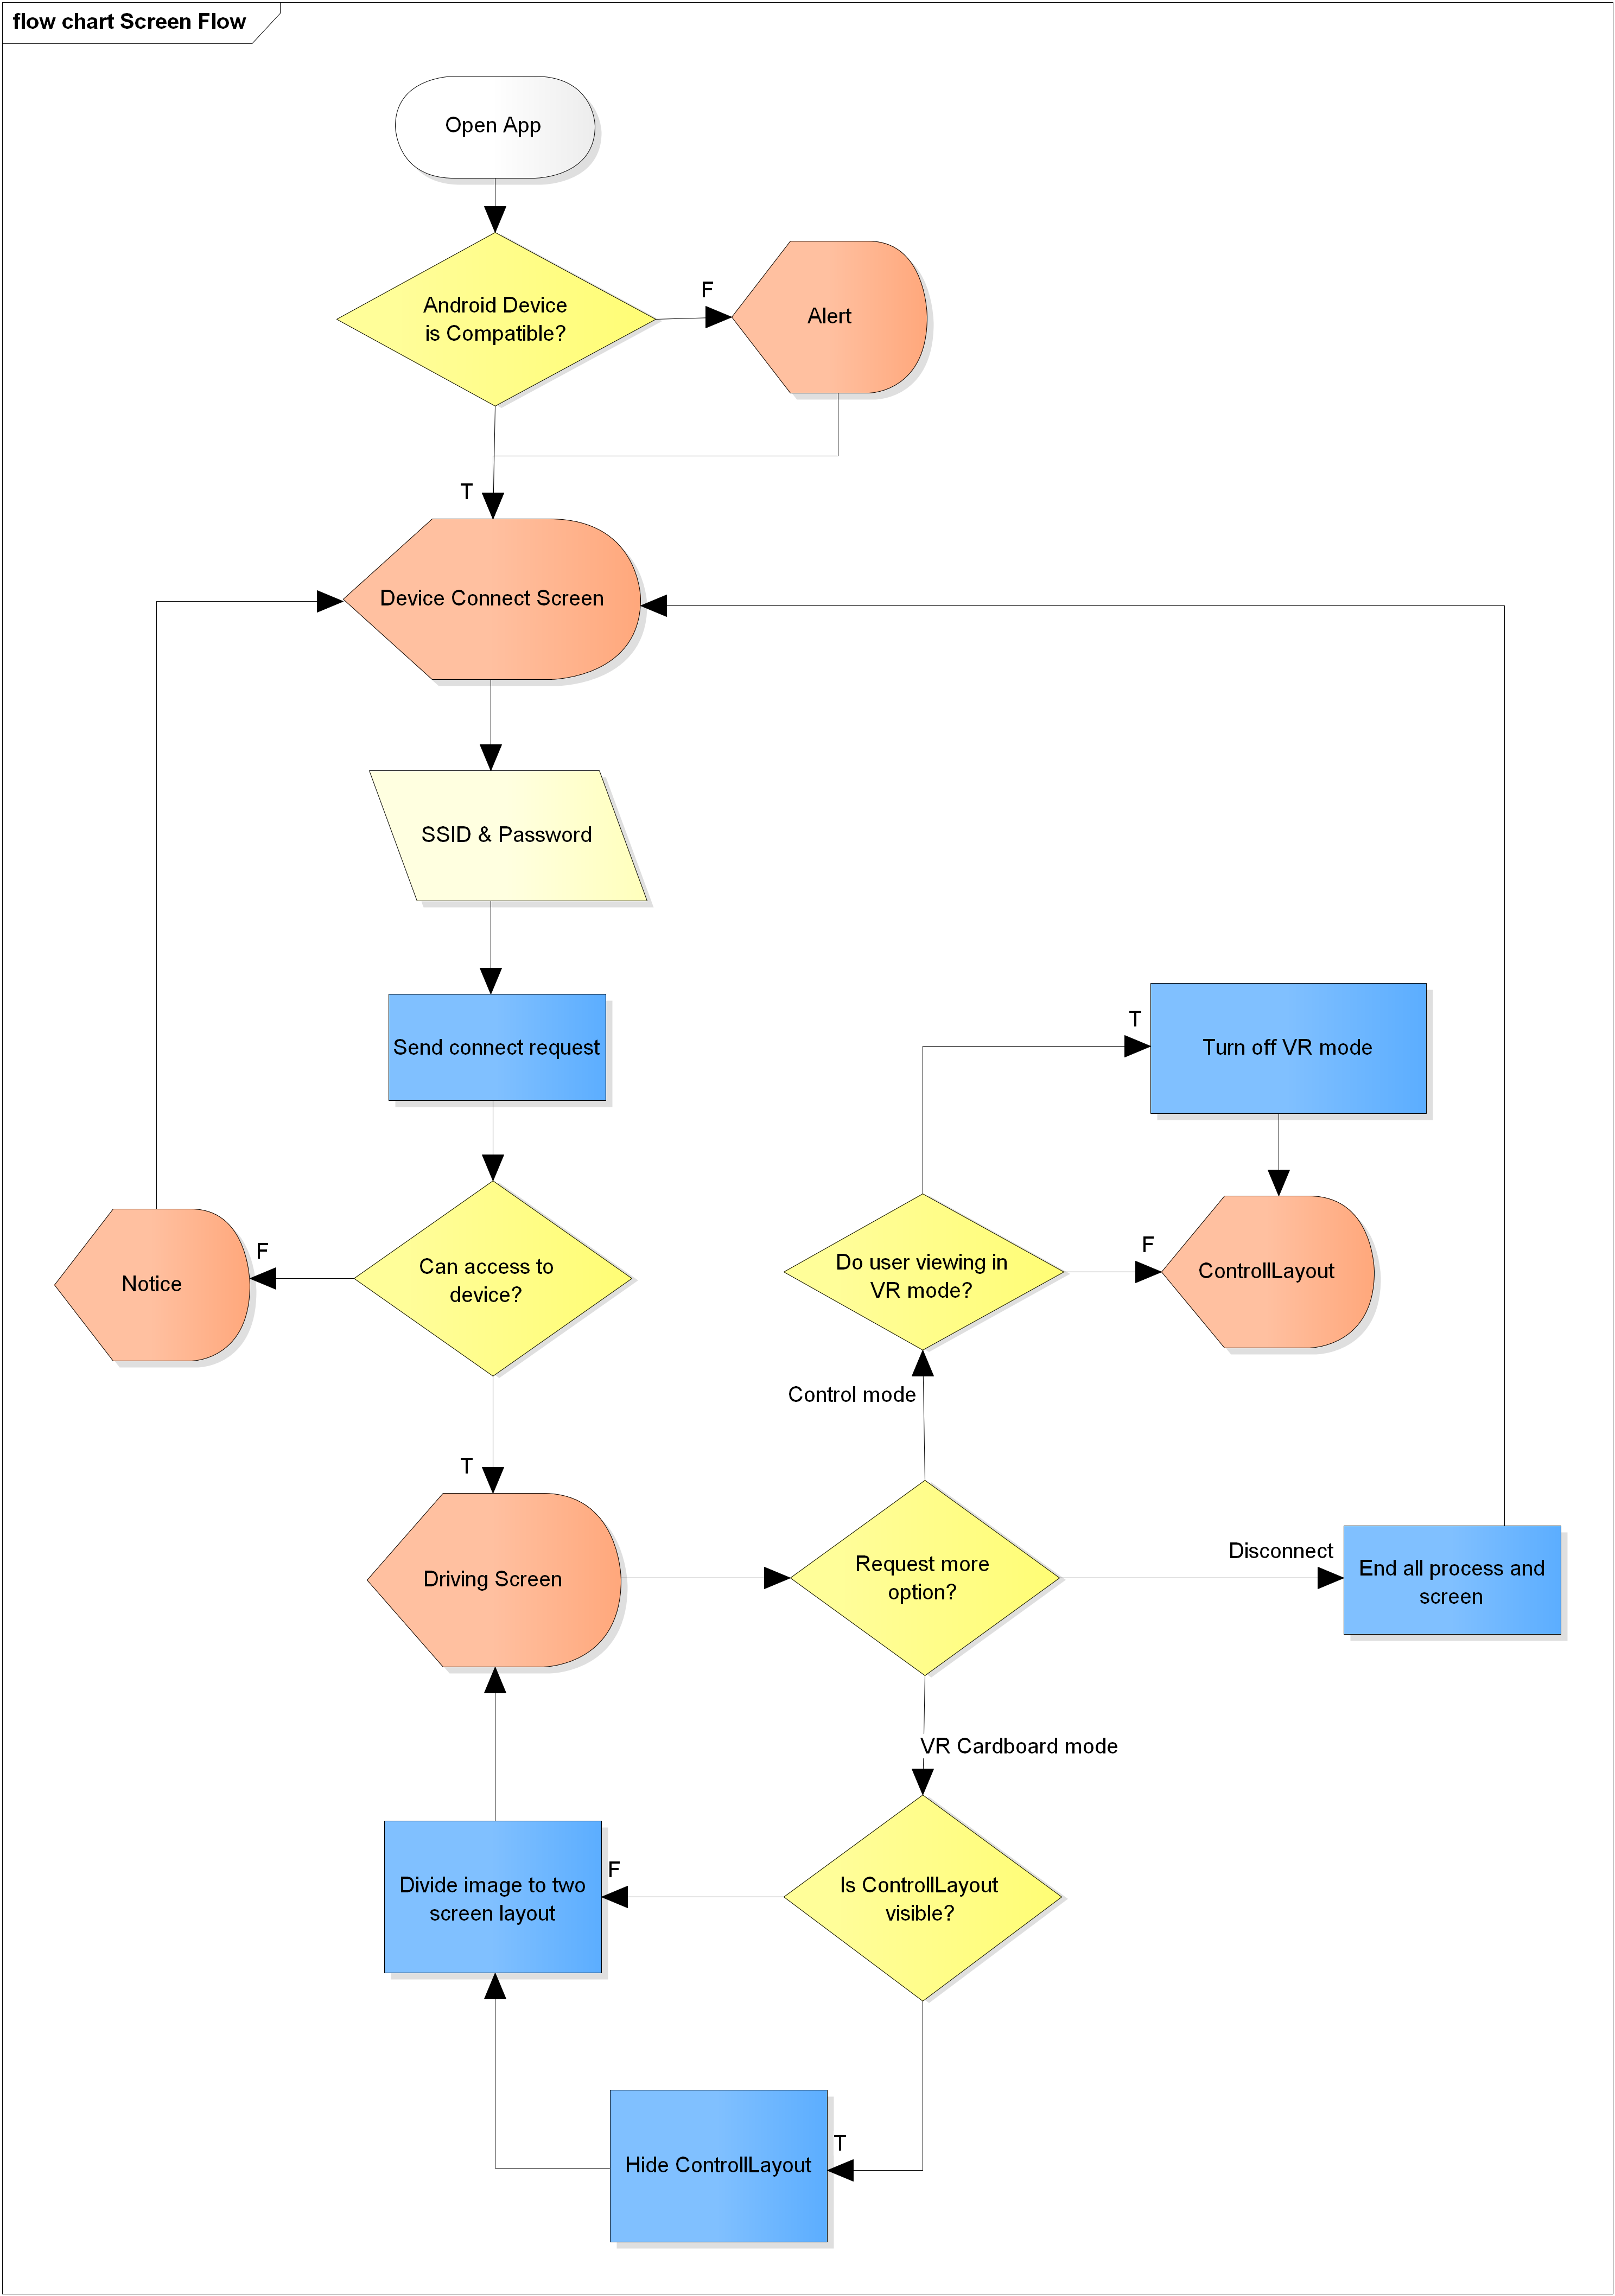 flow chart Screen Flow
Open App
Android Device
is Compatible?
F
Alert
T
Device Connect Screen
SSID & Password
Send connect request
T
Turn off VR mode
Can access to
device?
F
Notice
Do user viewing in
VR mode?
F
ControllLayout
Control mode
T
Driving Screen
Request more
option?
Disconnect
End all process and
screen
VR Cardboard mode
Is ControllLayout
visible?
F
Divide image to two
screen layout
T
Hide ControllLayout